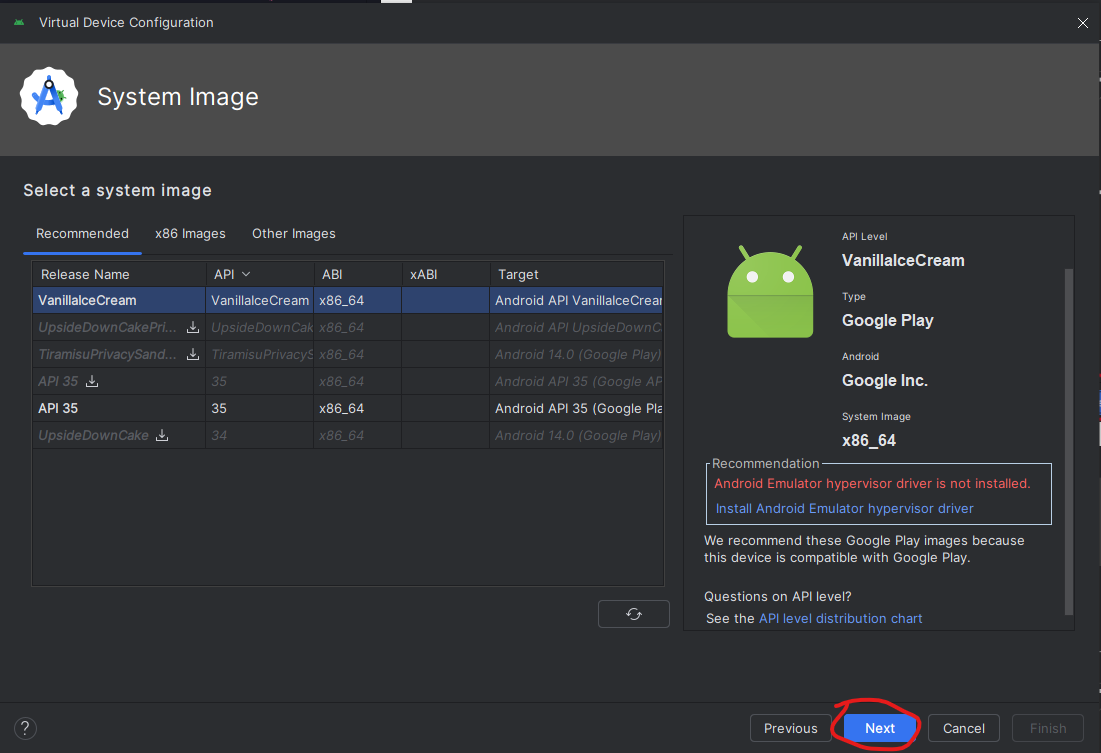 Virtual Device Configuration
System Image
Select a system image
Recommended x86 Images Other Images
Release Name API ABI xABI Target
VanillaIceCream VanillaIceCream x86_64 Android API VanillaIceCrear
UpsideDownCakePri... UpsideDownCak x86_64 Android API UpsideDownC
TiramisuPrivacySand... TiramisuPrivacyS x86_64 Android 14.0 (Google Play)
API 35 35 x86_64 Android API 35 (Google AP
API 35 35 x86_64 Android API 35 (Google Pla
UpsideDownCake 34 x86_64 Android 14.0 (Google Play)
API Level
VanillaIceCream
Type
Google Play
Android
Google Inc.
System Image
x86_64
Recommendation
Android Emulator hypervisor driver is not installed.
Install Android Emulator hypervisor driver
We recommend these Google Play images because
this device is compatible with Google Play.
Questions on API level?
See the API level distribution chart
? Previous Next Cancel Finish